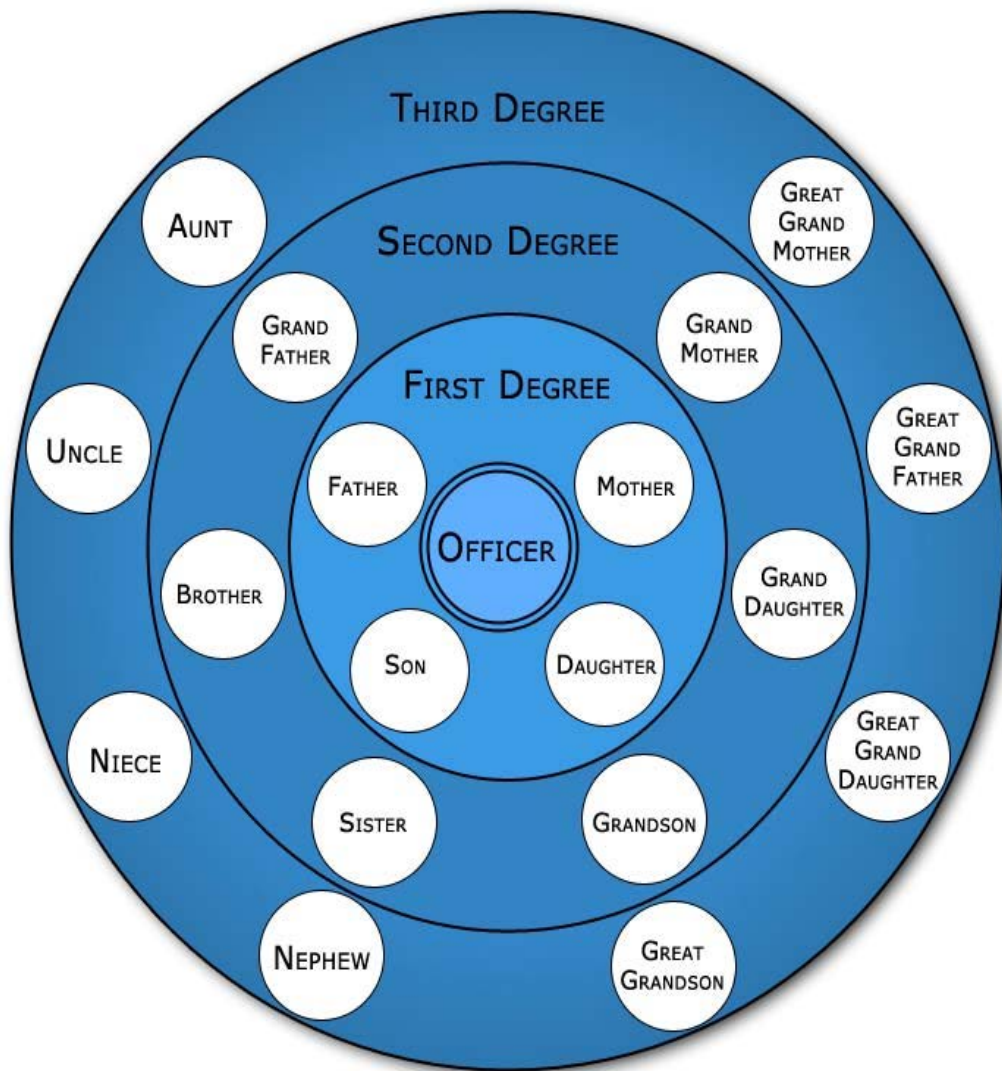 THIRD DEGREE
AUNT
GREAT
GRAND
MOTHER
SECOND DEGREE
GRAND
FATHER
GRAND
MOTHER
FIRST DEGREE
UNCLE
GREAT
GRAND
FATHER
FATHER
MOTHER
OFFICER
BROTHER
GRAND
DAUGHTER
SON
DAUGHTER
NIECE
GREAT
GRAND
DAUGHTER
SISTER
GRANDSON
NEPHEW
GREAT
GRANDSON